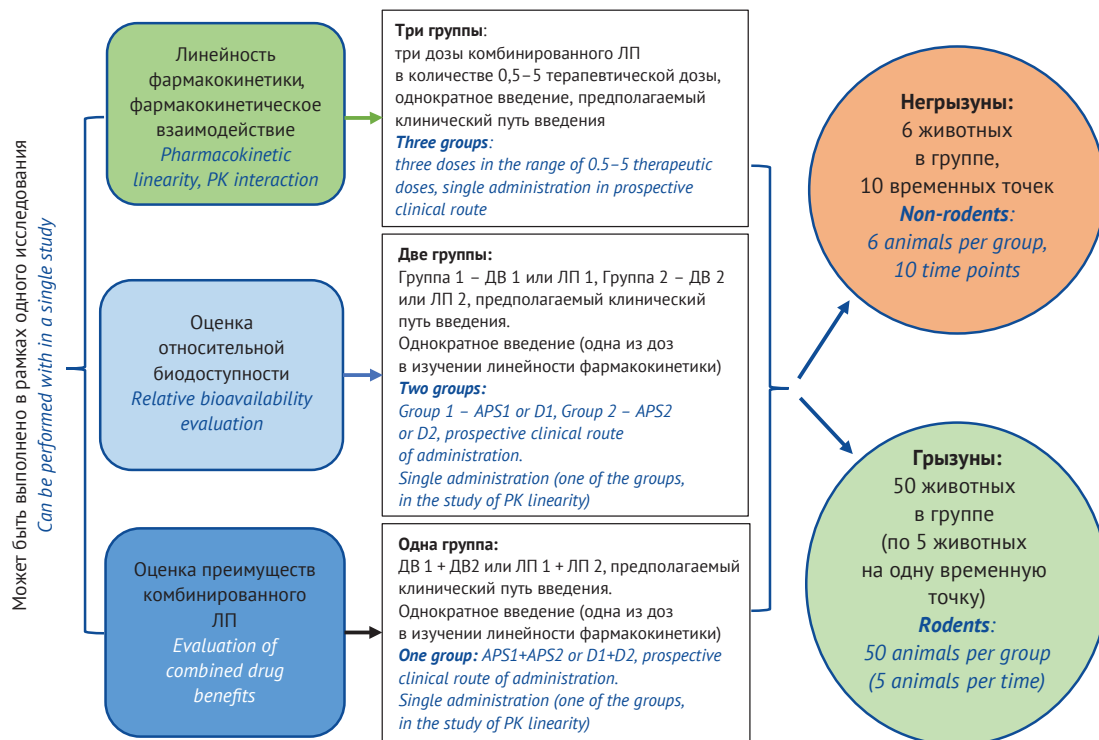 Может быть выполнено в рамках одного исследования
Can be performed with in a single study
Линейность
фармакокинетики,
фармакокинетическое
взаимодействие
Pharmacokinetic
linearity, PK interaction
Три группы:
три дозы комбинированного ЛП
в количестве 0,5–5 терапевтической дозы,
однократное введение, предполагаемый
клинический путь введения
Three groups:
three doses in the range of 0.5–5 therapeutic
doses, single administration in prospective
clinical route
Оценка
относительной
биодоступности
Relative bioavailability
evaluation
Две группы:
Группа 1 – ДВ 1 или ЛП 1, Группа 2 – ДВ 2
или ЛП 2, предполагаемый клинический
путь введения.
Однократное введение (одна из доз
в изучении линейности фармакокинетики)
Two groups:
Group 1 – APS1 or D1, Group 2 – APS2
or D2, prospective clinical route
of administration.
Single administration (one of the groups,
in the study of PK linearity)
Оценка преимуществ
комбинированного
ЛП
Evaluation of
combined drug
benefits
Одна группа:
ДВ 1 + ДВ2 или ЛП 1 + ЛП 2, предполагаемый
клинический путь введения.
Однократное введение (одна из доз
в изучении линейности фармакокинетики)
One group: APS1+APS2 or D1+D2, prospective
clinical route of administration.
Single administration (one of the groups,
in the study of PK linearity)
Негрызуны:
6 животных
в группе,
10 временных точек
Non-rodents:
6 animals per group,
10 time points
Грызуны:
50 животных
в группе
(по 5 животных
на одну временную
точку)
Rodents:
50 animals per group
(5 animals per time)